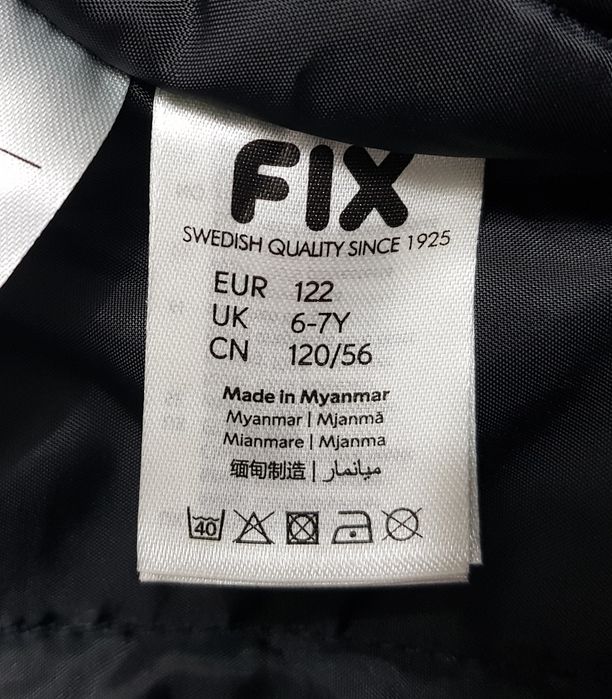 FIX
SWEDISH QUALITY SINCE 1925
EUR 122
UK 6-7Y
CN 120/56
Made in Myanmar
Myanmar | Mjanmā
Mianmare | Mjanma
缅甸制造 | ميانمار
40